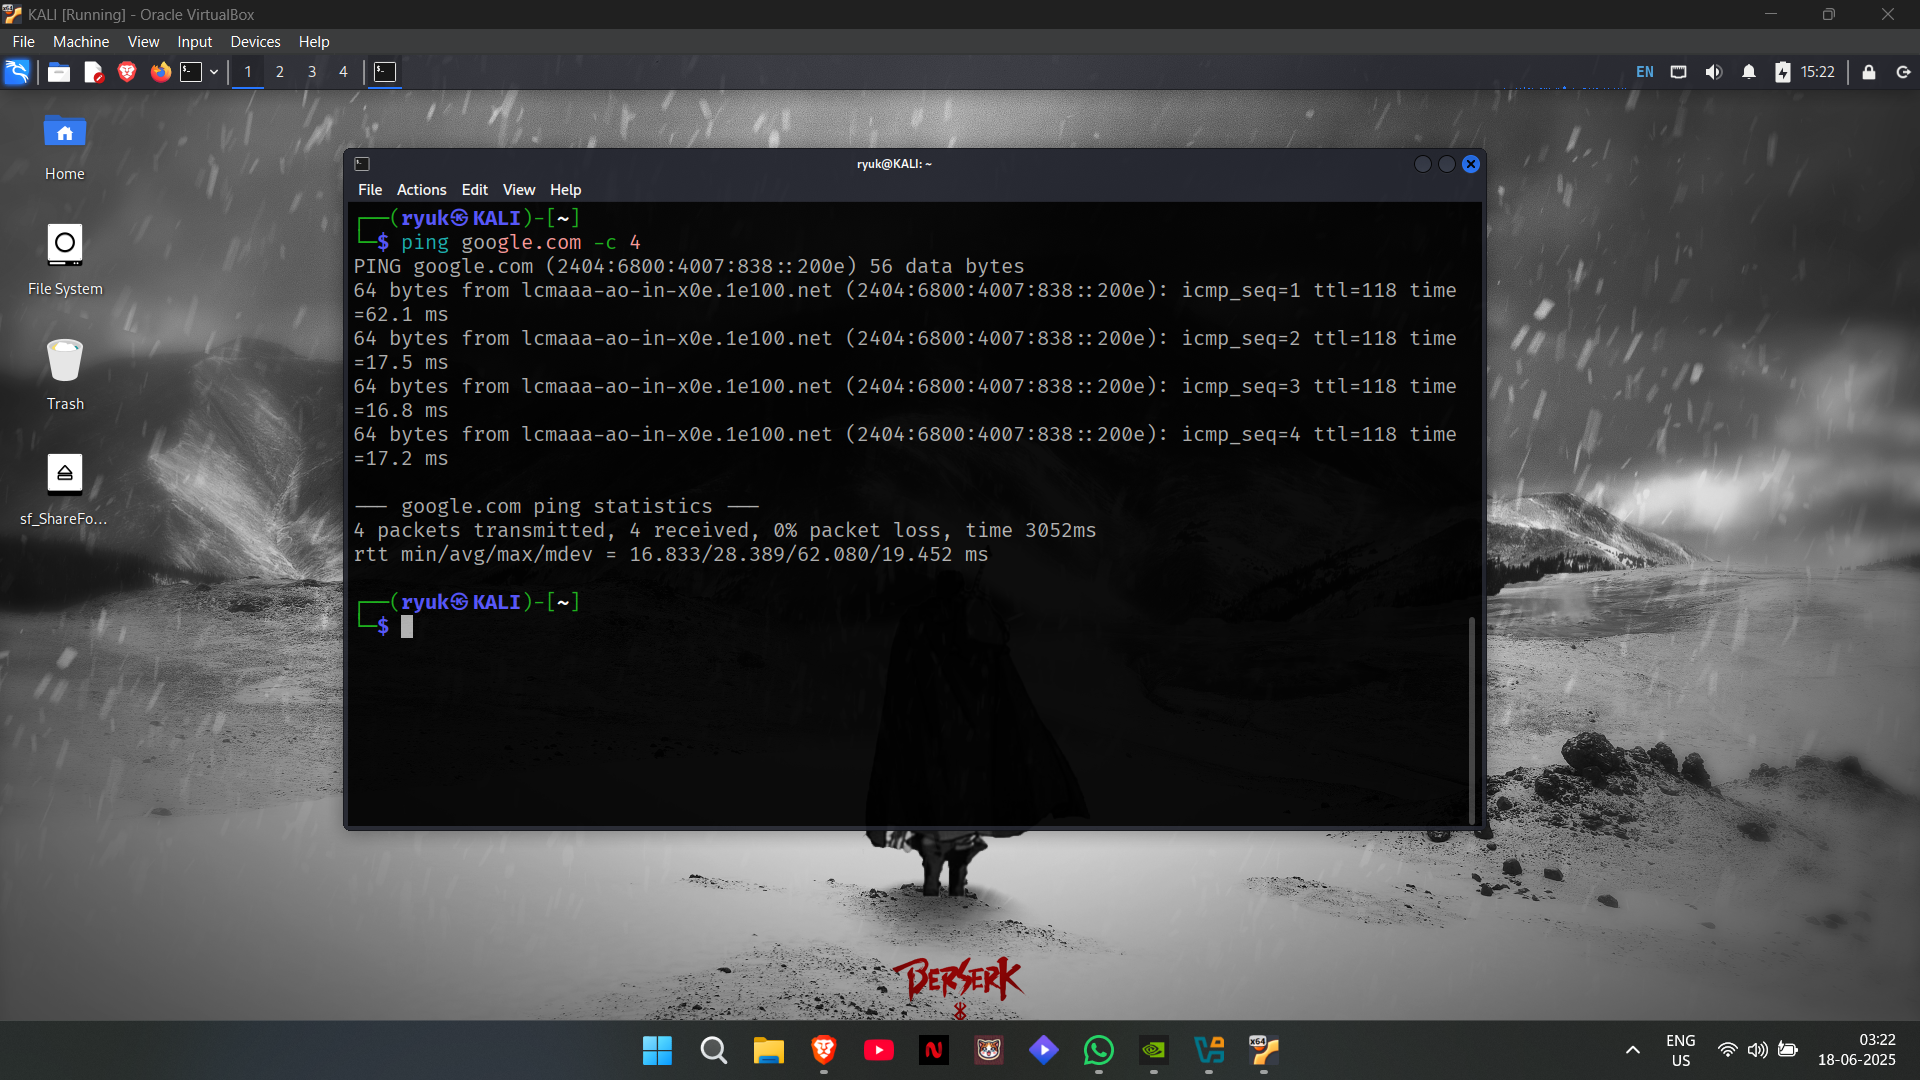 KALI [Running] - Oracle VirtualBox
File Machine View Input Devices Help
1 2 3 4
EN 15:22
Home
File System
Trash
sf_ShareFo...
ryuk@KALI: ~
File Actions Edit View Help
┌──(ryuk㉿KALI)-[~]
└─$ ping google.com -c 4
PING google.com (2404:6800:4007:838::200e) 56 data bytes
64 bytes from lcmaaa-ao-in-x0e.1e100.net (2404:6800:4007:838::200e): icmp_seq=1 ttl=118 time
=62.1 ms
64 bytes from lcmaaa-ao-in-x0e.1e100.net (2404:6800:4007:838::200e): icmp_seq=2 ttl=118 time
=17.5 ms
64 bytes from lcmaaa-ao-in-x0e.1e100.net (2404:6800:4007:838::200e): icmp_seq=3 ttl=118 time
=16.8 ms
64 bytes from lcmaaa-ao-in-x0e.1e100.net (2404:6800:4007:838::200e): icmp_seq=4 ttl=118 time
=17.2 ms
--- google.com ping statistics ---
4 packets transmitted, 4 received, 0% packet loss, time 3052ms
rtt min/avg/max/mdev = 16.833/28.389/62.080/19.452 ms
┌──(ryuk㉿KALI)-[~]
└─$
BERSERK
ENG
US
03:22
18-06-2025